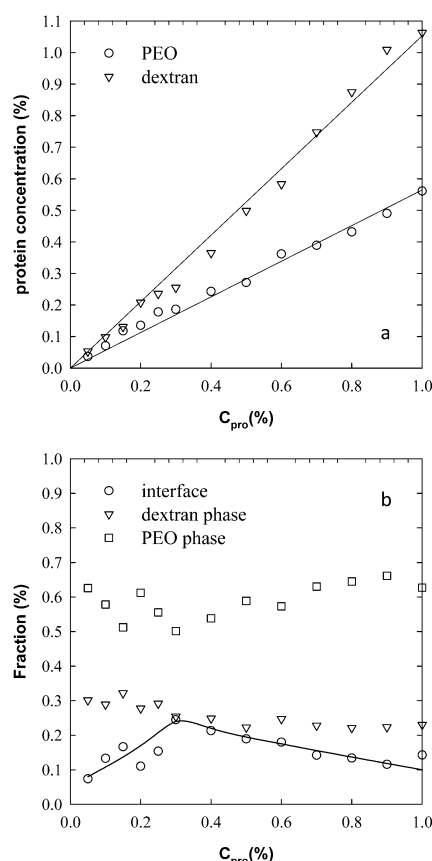 1.1
1.0
0.9
0.8
0.7
0.6
0.5
0.4
0.3
0.2
0.1
0.0
protein concentration (%)
PEO
dextran
a
0.0 0.2 0.4 0.6 0.8 1.0
Cpro(%)
1.0
0.9
0.8
0.7
0.6
0.5
0.4
0.3
0.2
0.1
0.0
Fraction (%)
interface
dextran phase
PEO phase
b
0.0 0.2 0.4 0.6 0.8 1.0
Cpro(%)